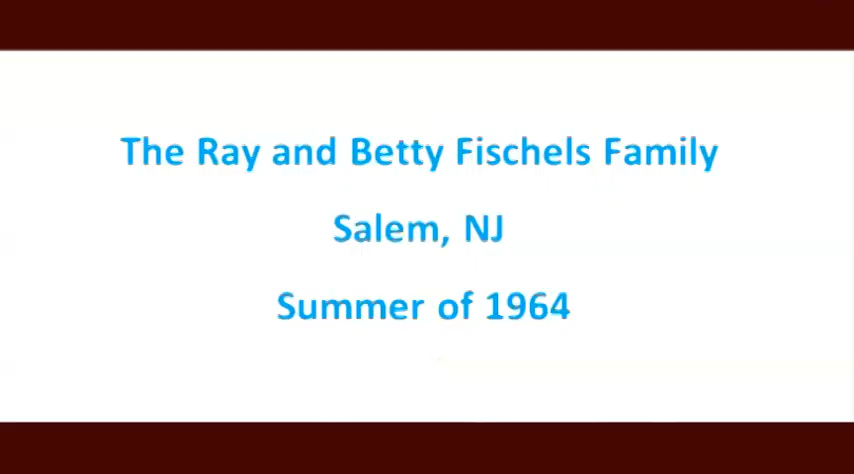 The Ray and Betty Fischels Family
Salem, NJ
Summer of 1964